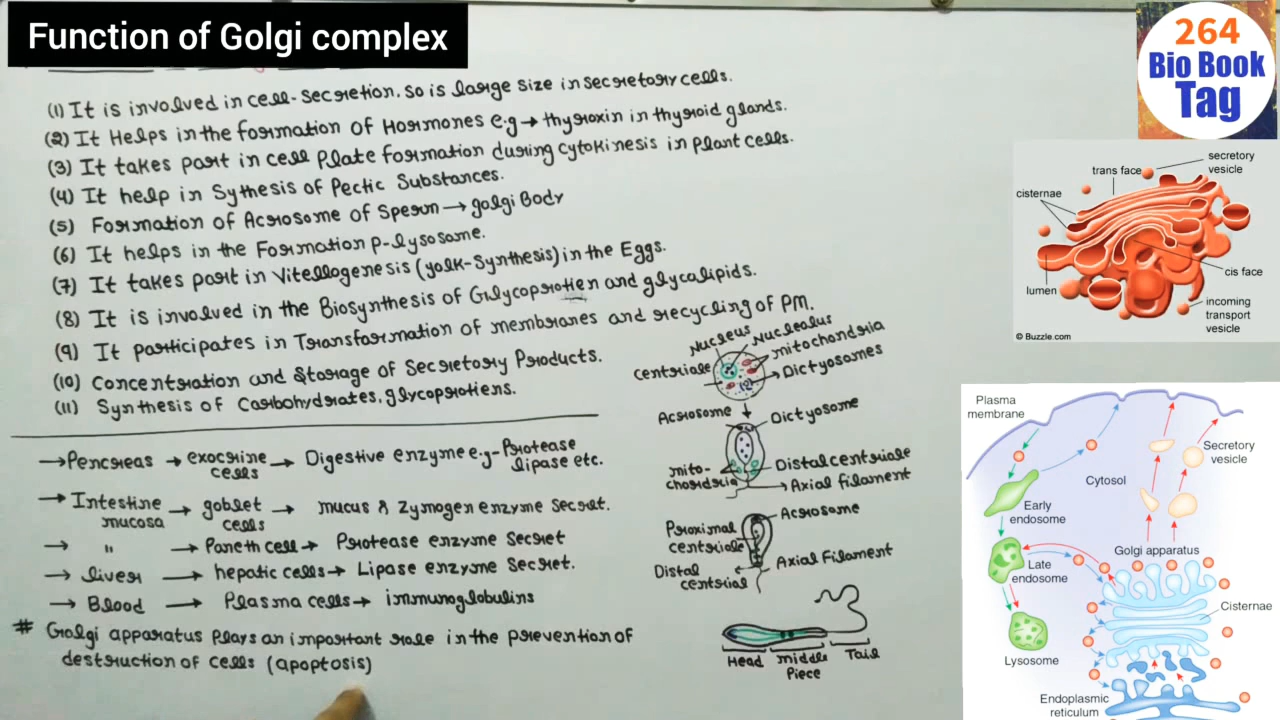 Function of Golgi complex
264
Bio Book
Tag
(1) It is involved in cell-secretion. so is large size in secretory cells.
(2) It Helps in the formation of Hormones e.g → thyroxin in thyroid glands.
(3) It takes part in cell plate formation during cytokinesis in plant cells.
(4) It help in Sythesis of Pectic Substances.
(5) Formation of Acrosome of Sperm → golgi Body
(6) It helps in the Formation P-lysosome.
(7) It takes part in Vitellogenesis (yolk-Synthesis) in the Eggs.
(8) It is involved in the Biosynthesis of Glycoprotien and glycolipids.
(9) It participates in Transformation of membranes and recycling of PM.
(10) Concentration and Storage of Secretory Products.
(11) Synthesis of Carbohydrates, glycoprotiens.
→ Pencreas → exocrine cells → Digestive enzyme e.g- Protease
lipase etc.
→ Intestine mucosa → goblet cells → mucus & Zymogen enzyme Secret.
→ " → Paneth cell → Protease enzyme Secret
→ liver → hepatic cells → Lipase enzyme Secret.
→ Blood → Plasma cells → immunoglobulins
# Golgi apparatus Plays an important role in the prevention of
destruction of cells (apoptosis)
Nucleus
Nucleolus
mitochondria
centriole
Dictyosomes
Acrosome
Dictyosome
mito-
chondria
Distal centriole
Axial filament
Acrosome
Proximal
centriole
Axial Filament
Distal
centriol
Head
middle
Piece
Tail
secretory
vesicle
trans face
cisternae
cis face
lumen
incoming
transport
vesicle
© Buzzle.com
Plasma
membrane
Secretory
vesicle
Cytosol
Early
endosome
Golgi apparatus
Late
endosome
Cisternae
Lysosome
Endoplasmic
reticulum